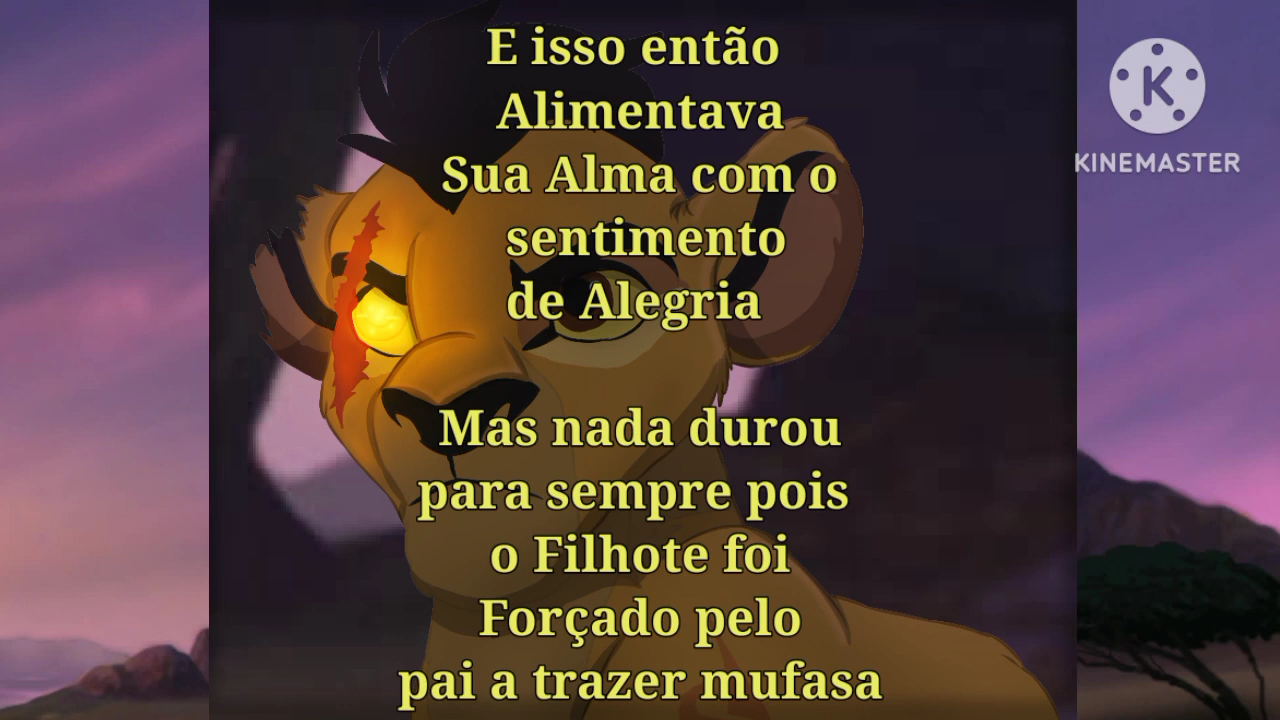 E isso então
Alimentava
Sua Alma com o
sentimento
de Alegria
Mas nada durou
para sempre pois
o Filhote foi
Forçado pelo
pai a trazer mufasa
K
KINEMASTER